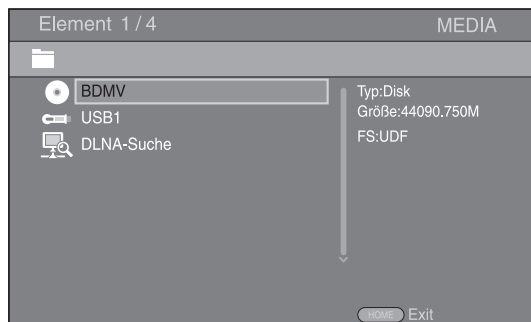 Element 1 / 4
MEDIA
BDMV
USB1
DLNA-Suche
Typ:Disk
Größe:44090.750M
FS:UDF
HOME Exit